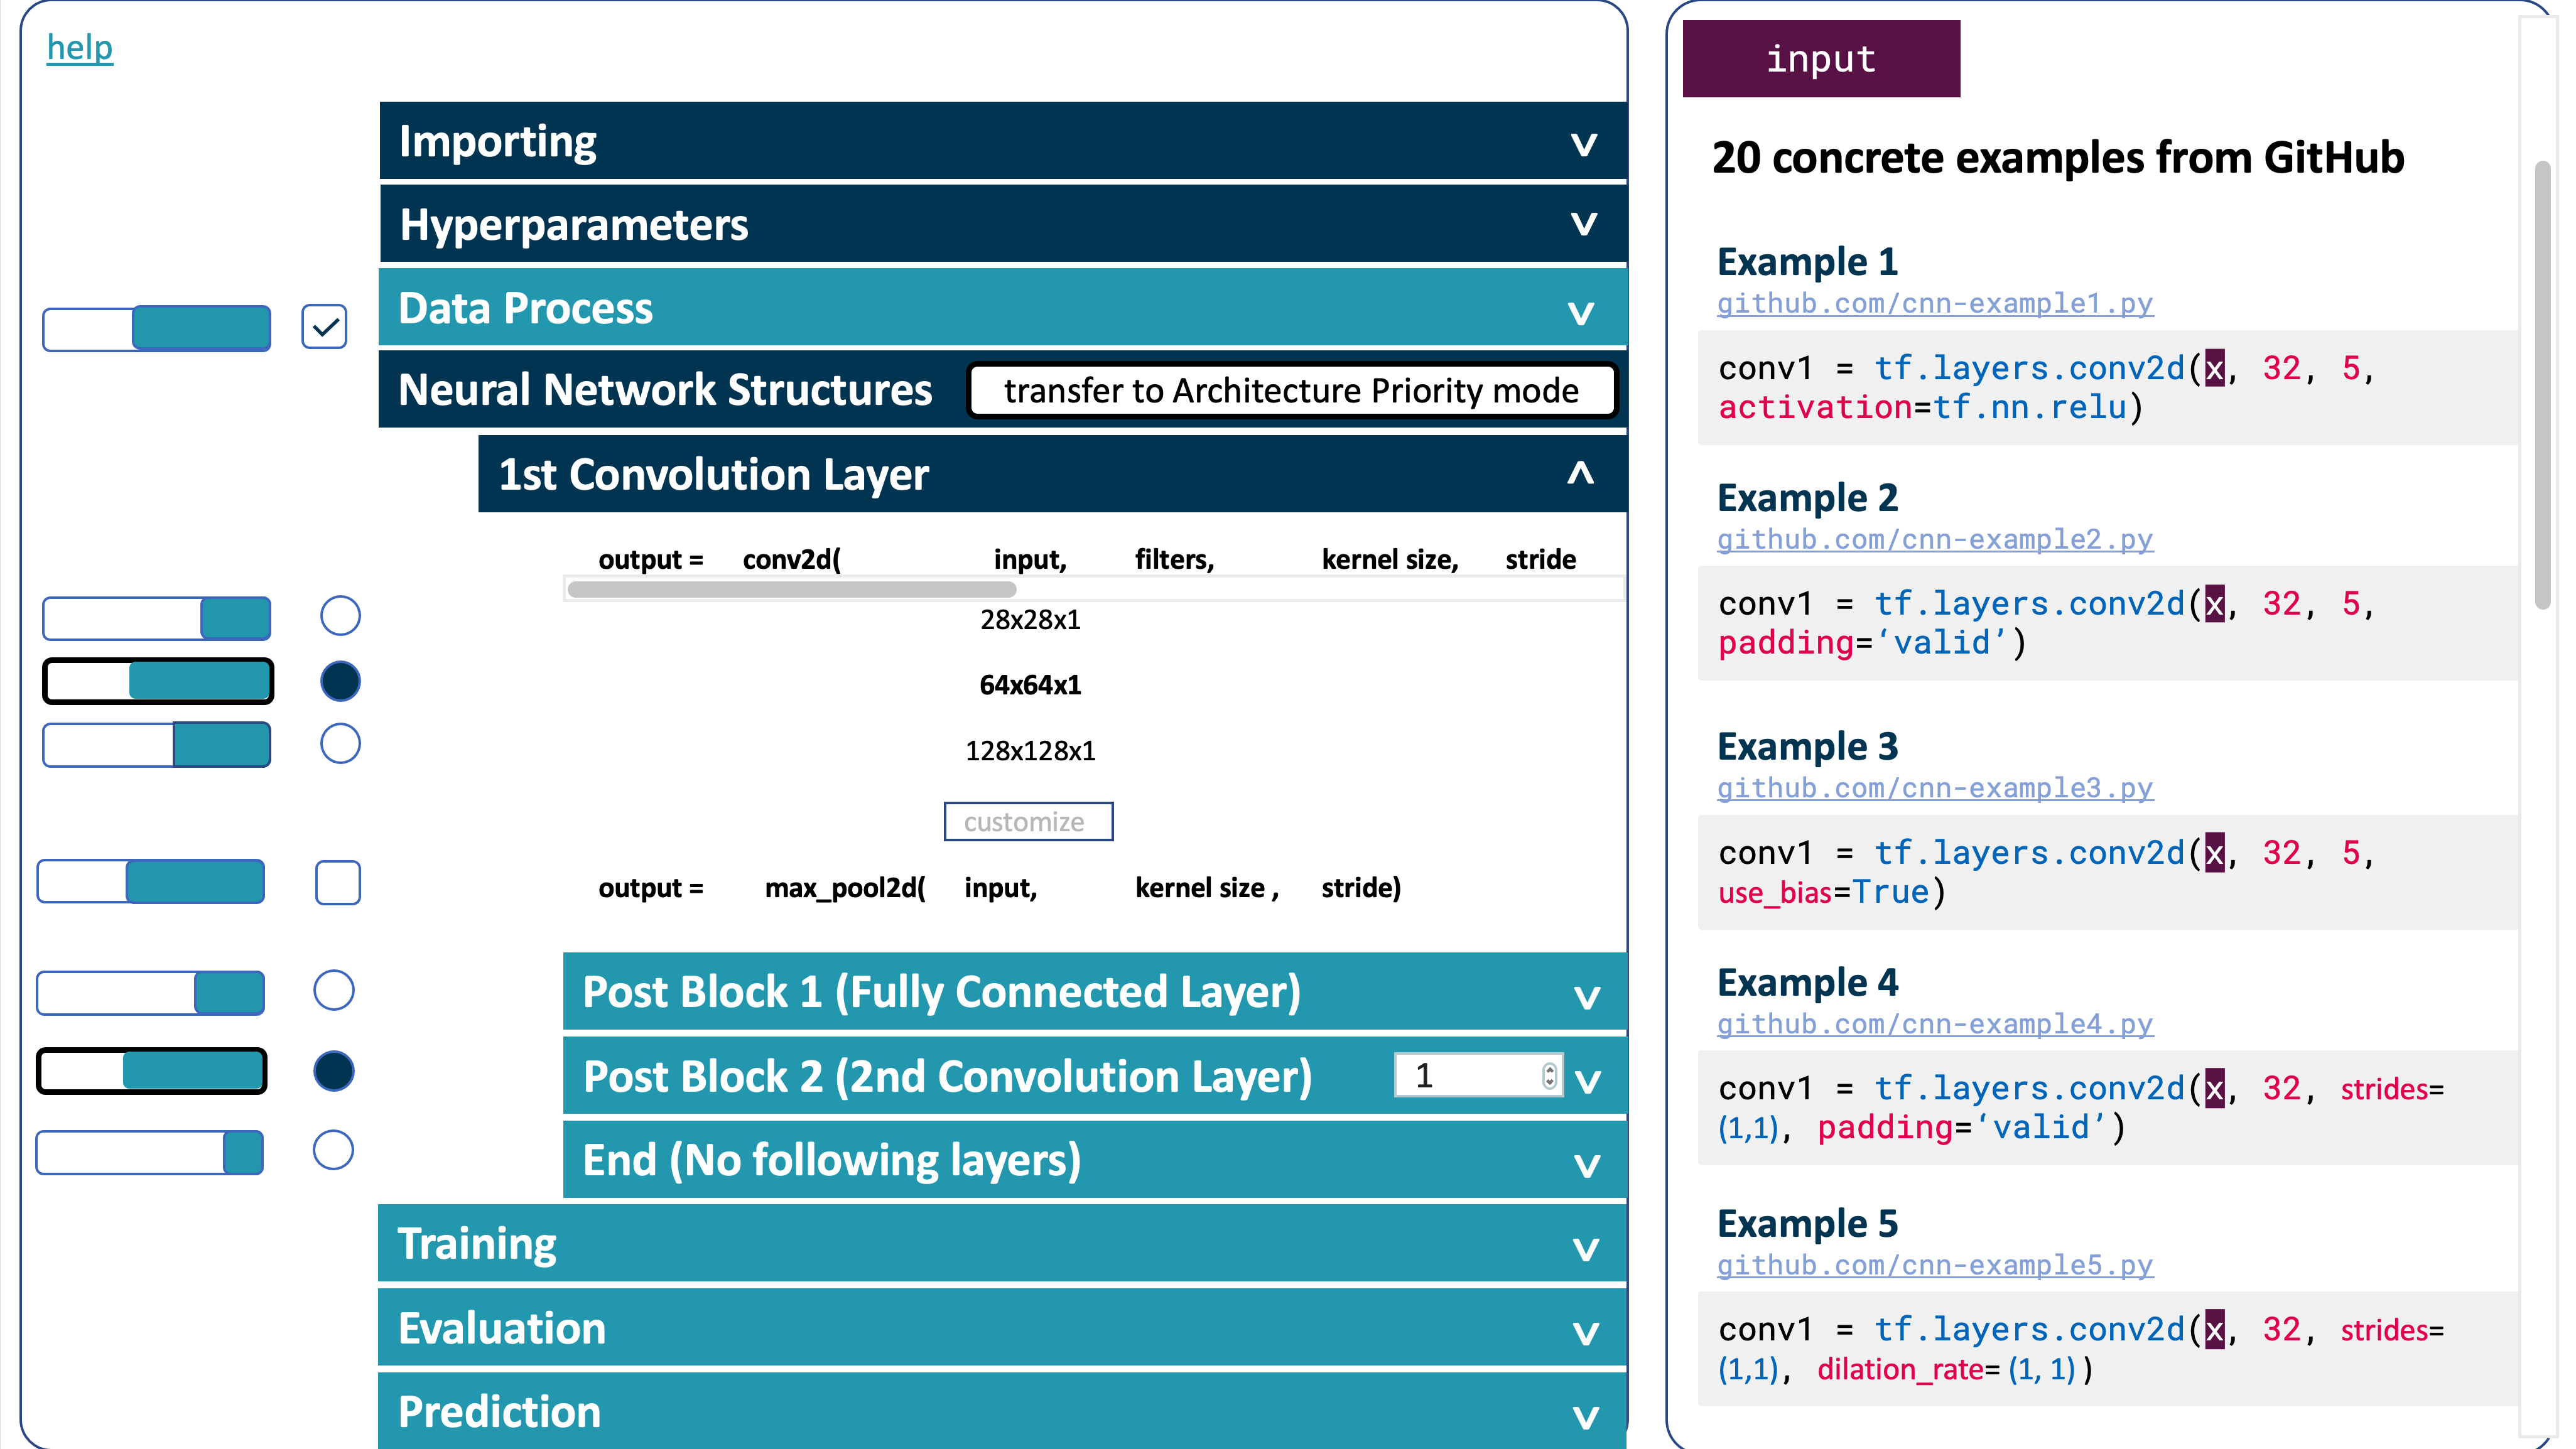 help
Importing
Hyperparameters
Data Process
Neural Network Structures transfer to Architecture Priority mode
1st Convolution Layer
output = conv2d( input, filters, kernel size, stride
28x28x1
64x64x1
128x128x1
customize
output = max_pool2d( input, kernel size , stride)
Post Block 1 (Fully Connected Layer)
Post Block 2 (2nd Convolution Layer) 1
End (No following layers)
Training
Evaluation
Prediction
input
20 concrete examples from GitHub
Example 1
github.com/cnn-example1.py
conv1 = tf.layers.conv2d(x, 32, 5,
activation=tf.nn.relu)
Example 2
github.com/cnn-example2.py
conv1 = tf.layers.conv2d(x, 32, 5,
padding=‘valid’)
Example 3
github.com/cnn-example3.py
conv1 = tf.layers.conv2d(x, 32, 5,
use_bias=True)
Example 4
github.com/cnn-example4.py
conv1 = tf.layers.conv2d(x, 32, strides=
(1,1), padding=‘valid’)
Example 5
github.com/cnn-example5.py
conv1 = tf.layers.conv2d(x, 32, strides=
(1,1), dilation_rate= (1, 1) )